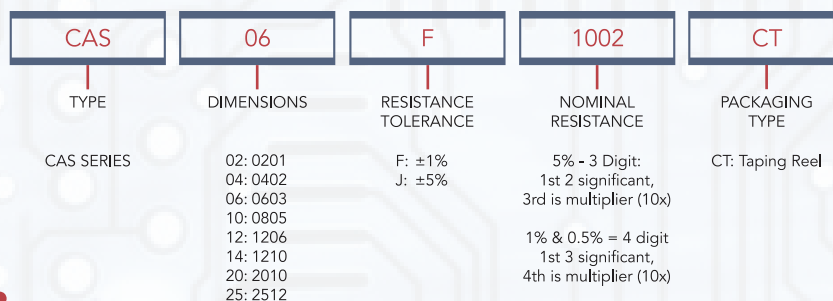 CAS
06
F
1002
CT
TYPE
DIMENSIONS
RESISTANCE
TOLERANCE
NOMINAL
RESISTANCE
PACKAGING
TYPE
CAS SERIES
02: 0201
04: 0402
06: 0603
10: 0805
12: 1206
14: 1210
20: 2010
25: 2512
F: ±1%
J: ±5%
5% - 3 Digit:
1st 2 significant,
3rd is multiplier (10x)
1% & 0.5% = 4 digit
1st 3 significant,
4th is multiplier (10x)
CT: Taping Reel